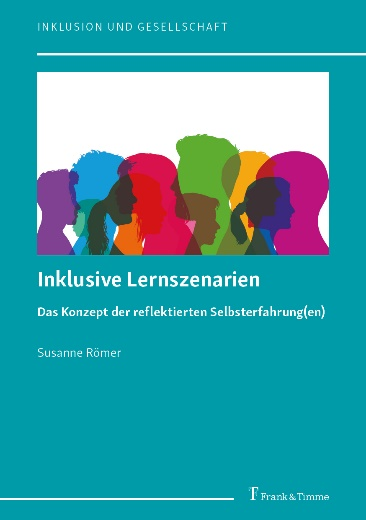 INKLUSION UND GESELLSCHAFT
Inklusive Lernszenarien
Das Konzept der reflektierten Selbsterfahrung(en)
Susanne Römer
Frank & Timme